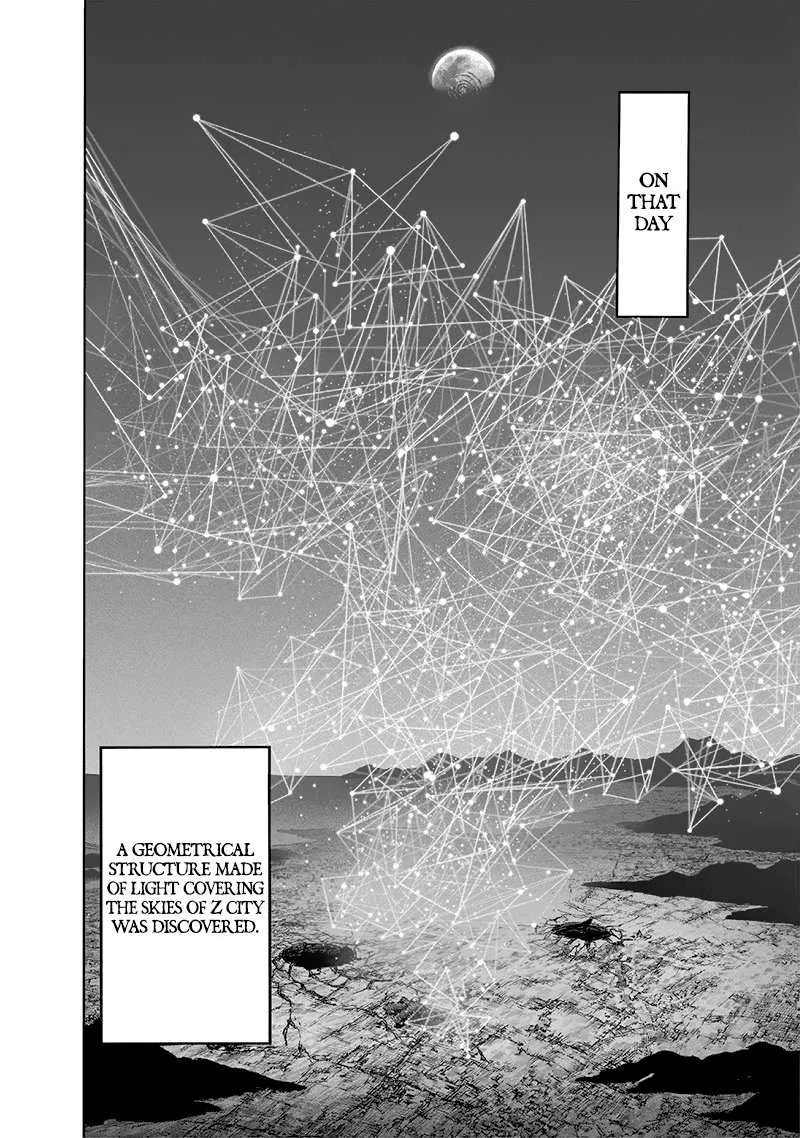 ON
THAT
DAY
A GEOMETRICAL
STRUCTURE MADE
OF LIGHT COVERING
THE SKIES OF Z CITY
WAS DISCOVERED.